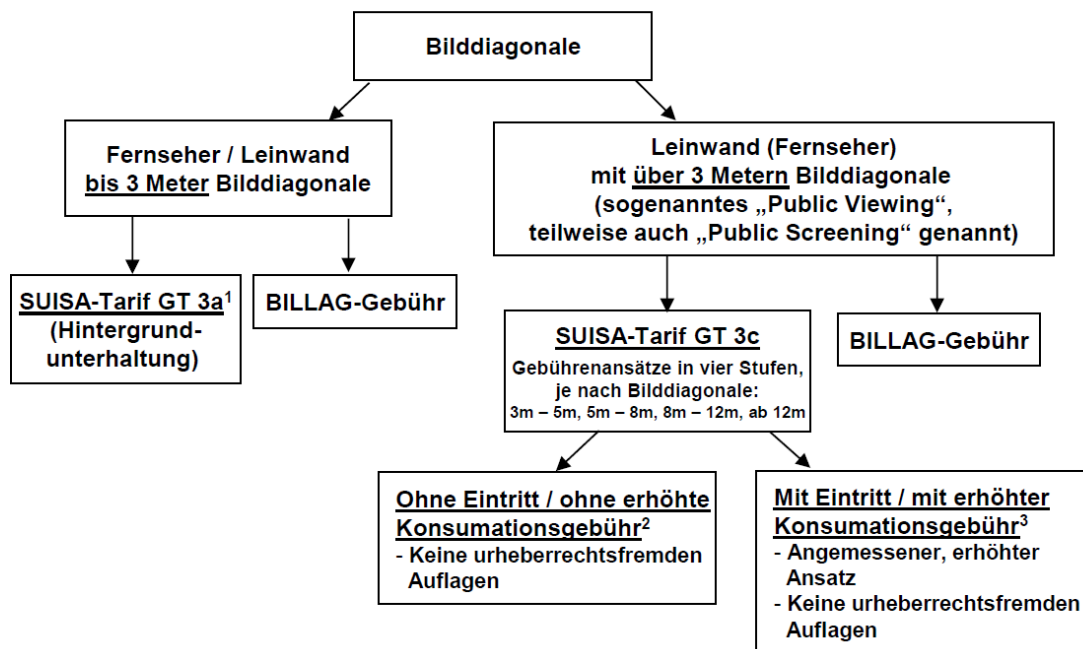 Bilddiagonale
Fernseher / Leinwand
bis 3 Meter Bilddiagonale
Leinwand (Fernseher)
mit über 3 Metern Bilddiagonale
(sogenanntes „Public Viewing“,
teilweise auch „Public Screening“ genannt)
SUISA-Tarif GT 3a¹
(Hintergrund-
unterhaltung)
BILLAG-Gebühr
SUISA-Tarif GT 3c
Gebührenansätze in vier Stufen,
je nach Bilddiagonale:
3m – 5m, 5m – 8m, 8m – 12m, ab 12m
BILLAG-Gebühr
Ohne Eintritt / ohne erhöhte
Konsumationsgebühr²
- Keine urheberrechtsfremden
Auflagen
Mit Eintritt / mit erhöhter
Konsumationsgebühr³
- Angemessener, erhöhter
Ansatz
- Keine urheberrechtsfremden
Auflagen